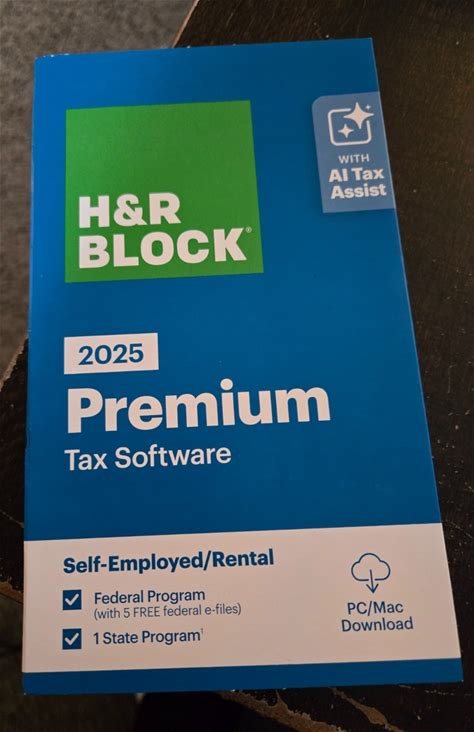 WITH
AI Tax
Assist
H&R
BLOCK®
2025
Premium
Tax Software
Self-Employed/Rental
Federal Program
(with 5 FREE federal e-files)
1 State Program¹
PC/Mac
Download